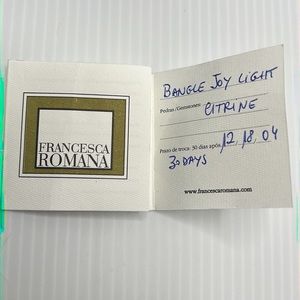 FRANCESCA
ROMANA
BANGLE JOY LIGHT
Pedras /Gemstones: CITRINE
Prazo de troca: 30 dias após, 12, 18, 04
30 DAYS
www.francescaromana.com